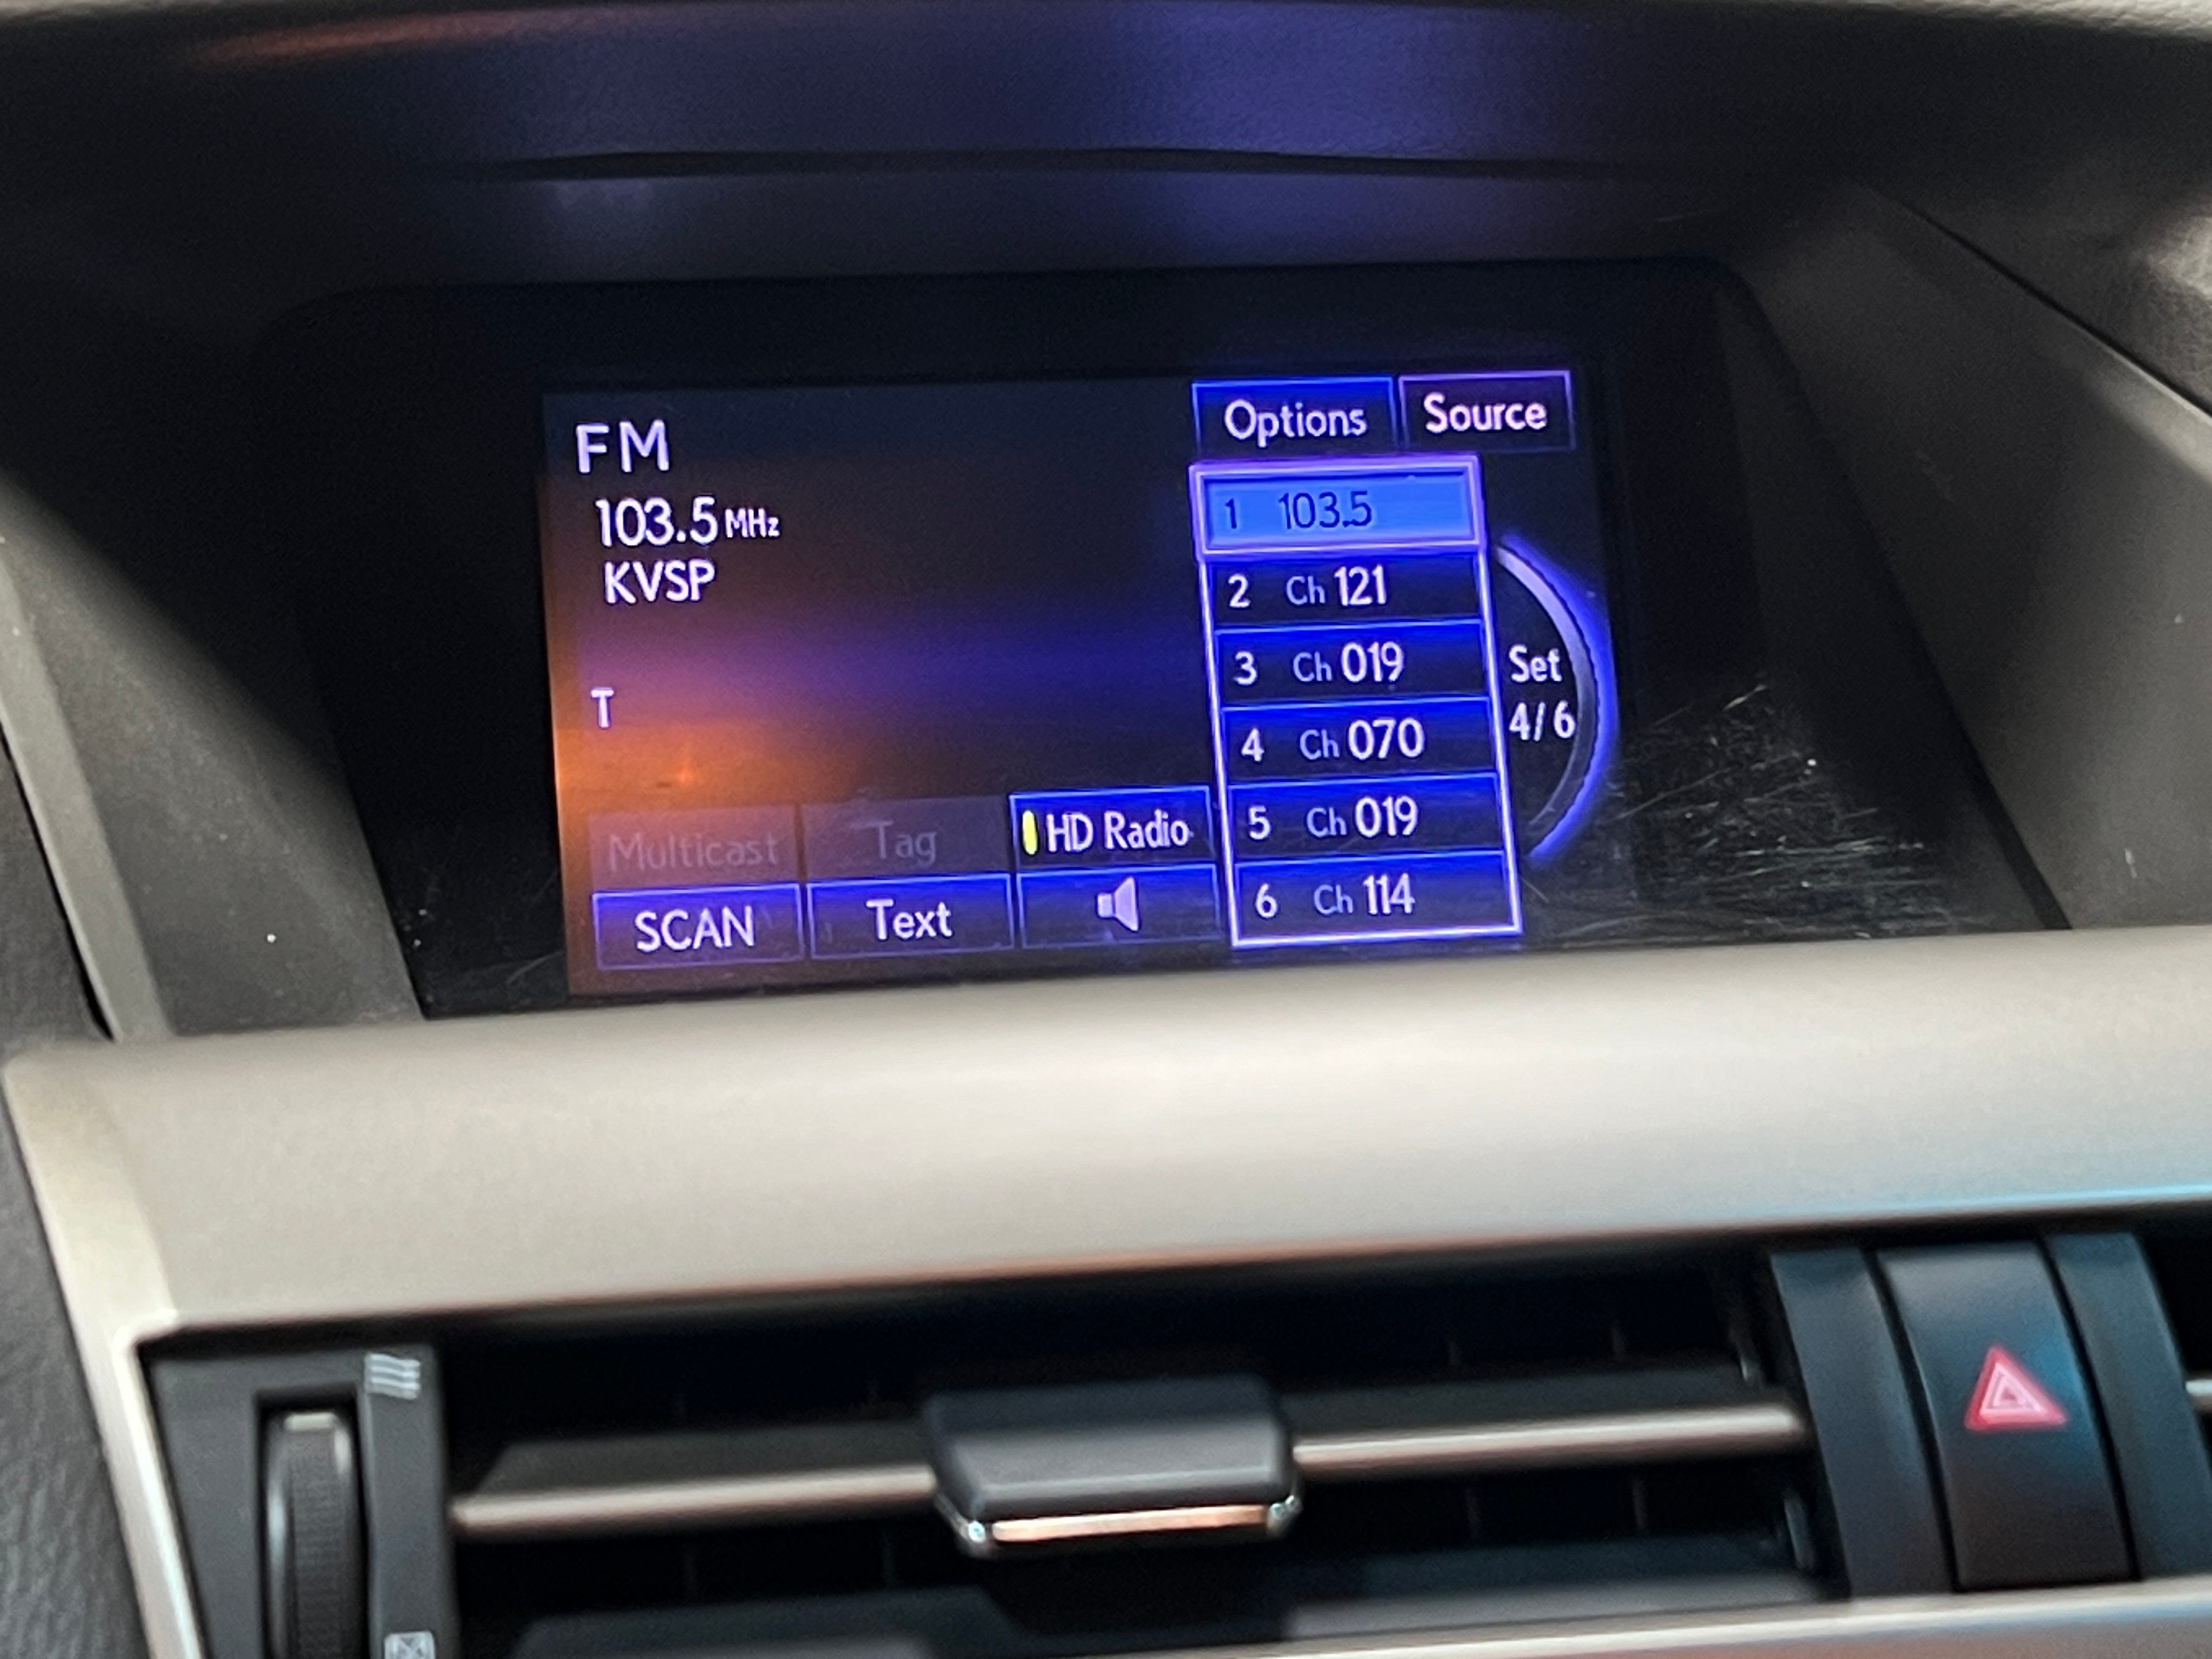 FM
103.5 MHz
KVSP
T
Multicast Tag HD Radio
SCAN Text
Options Source
1 103.5
2 Ch 121
3 Ch 019
4 Ch 070
5 Ch 019
6 Ch 114
Set
4/6